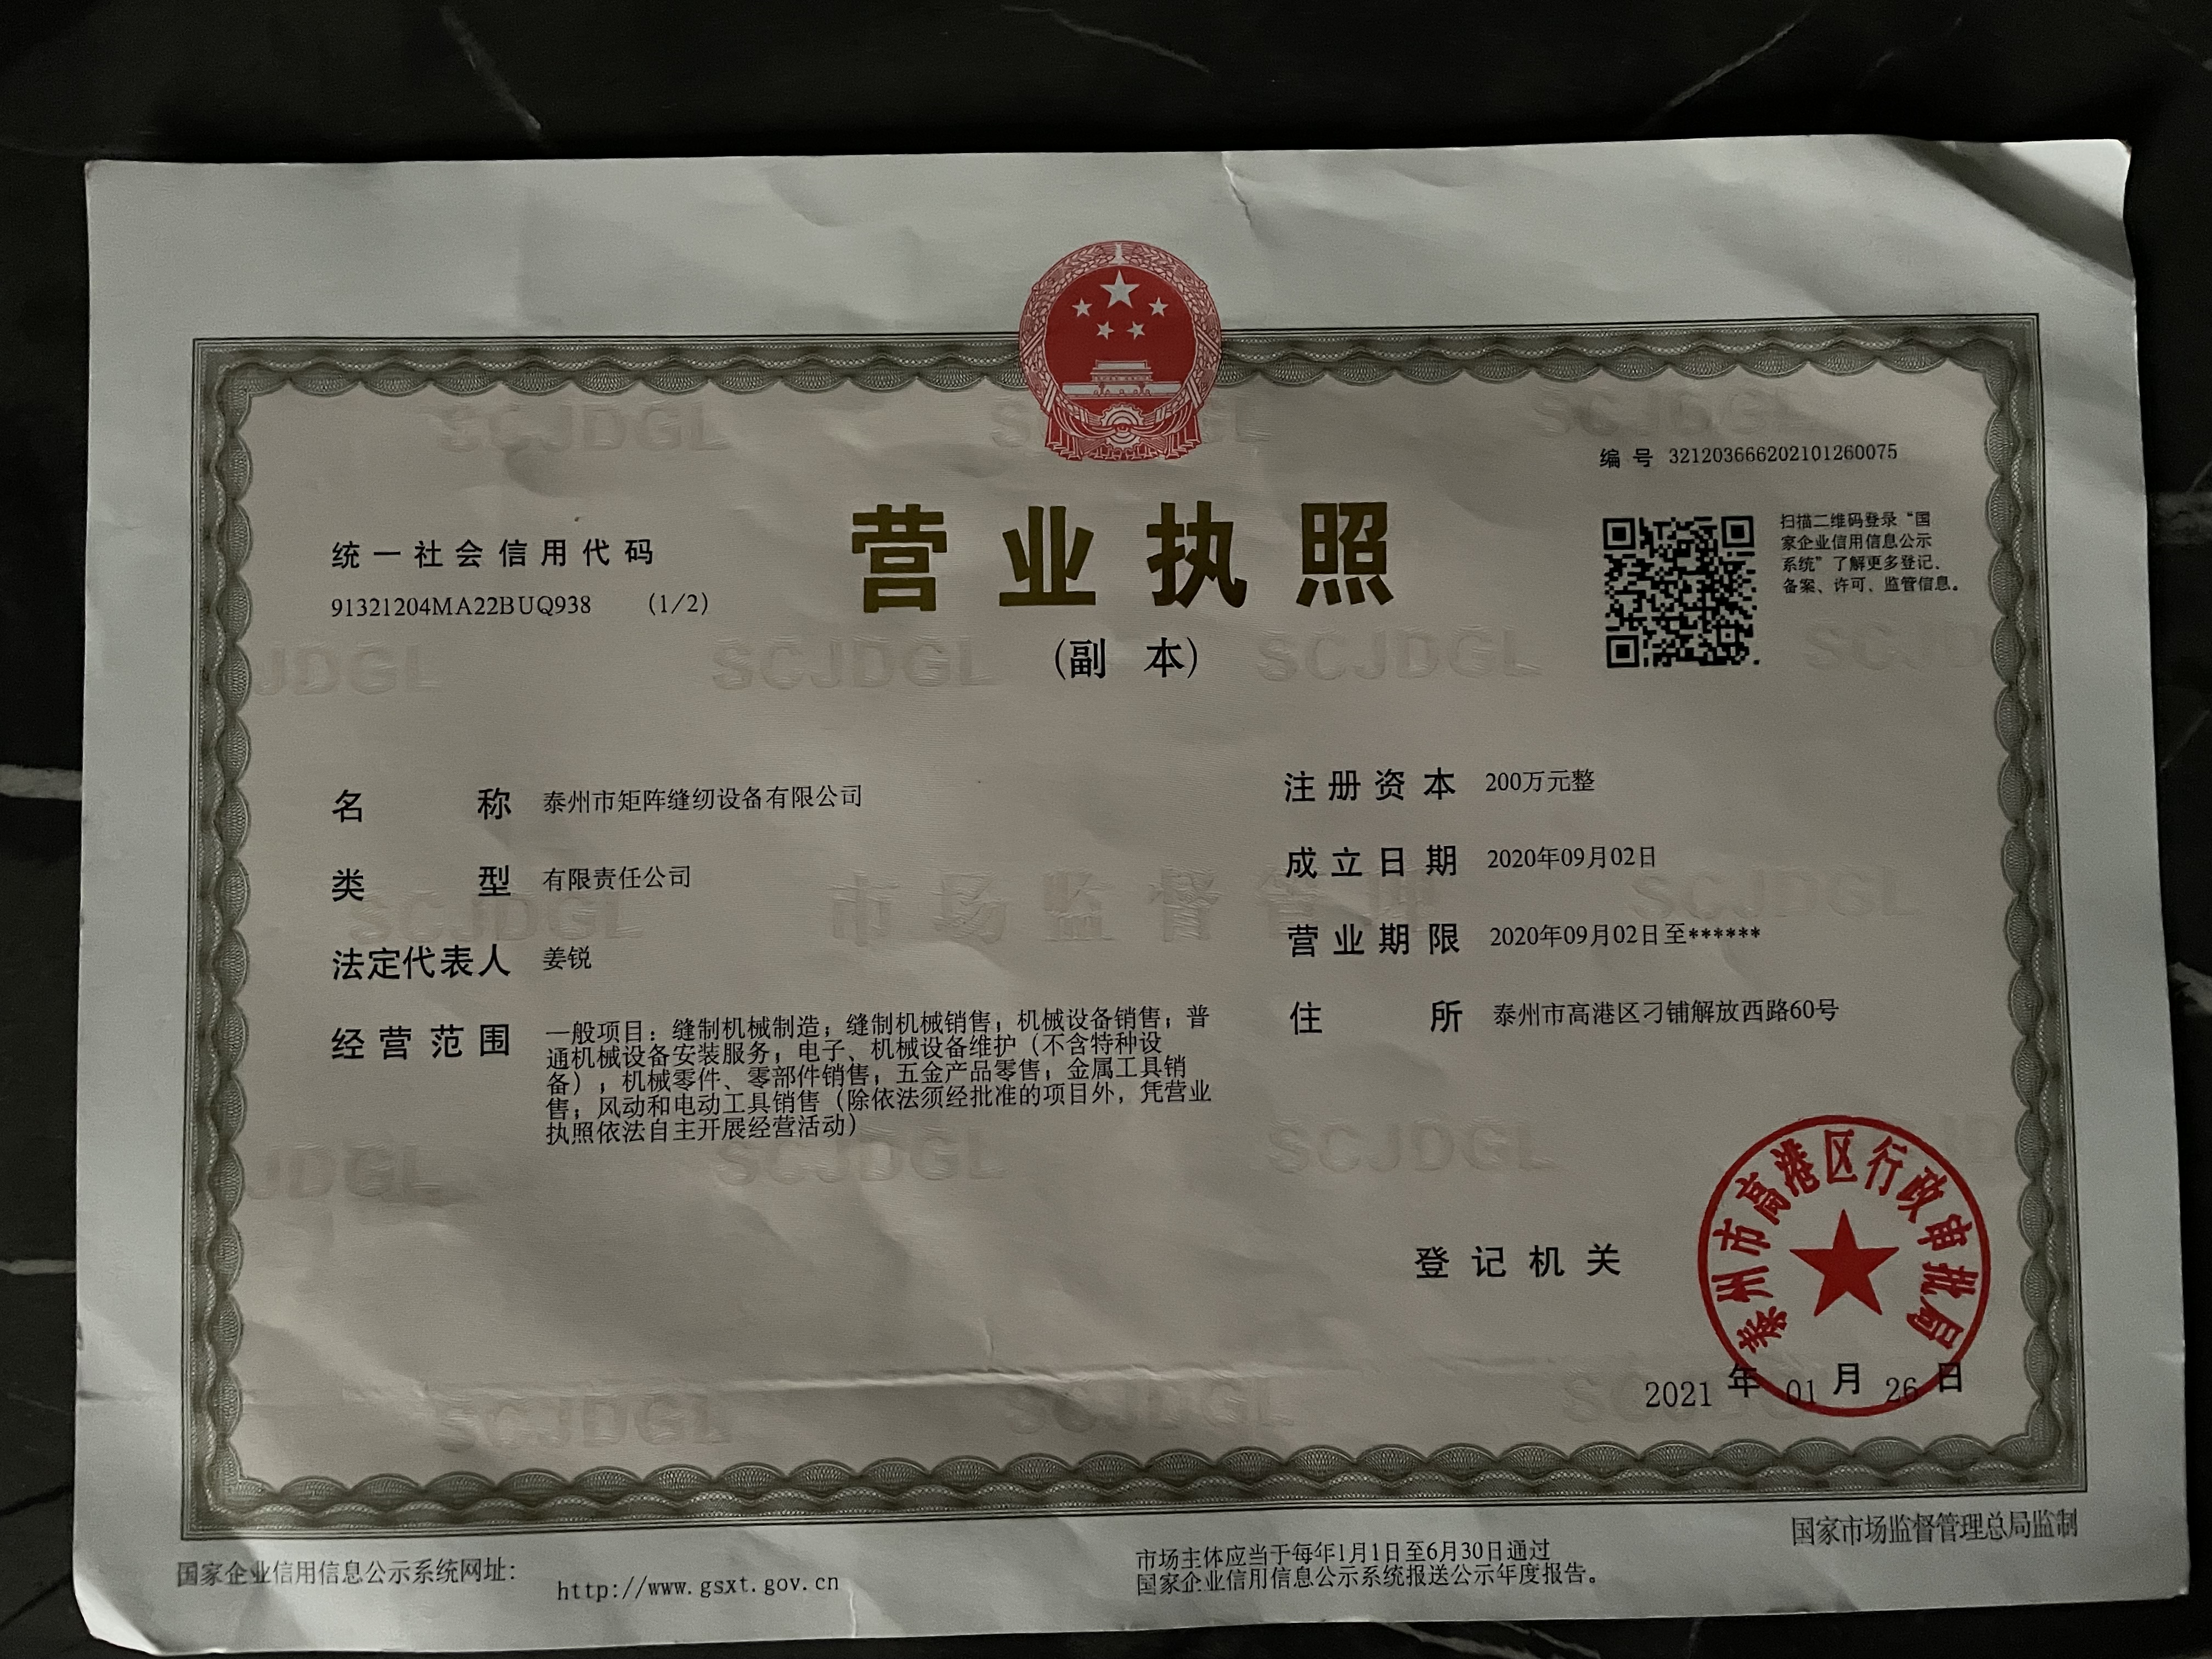 编号 321203666202101260075
统一社会信用代码
91321204MA22BUQ938 (1/2)
营业执照
(副 本)
扫描二维码登录“国
家企业信用信息公示
系统”了解更多登记、
备案、许可、监管信息。
名称 泰州市矩阵缝纫设备有限公司
类型 有限责任公司
法定代表人 姜锐
经营范围 一般项目：缝制机械制造；缝制机械销售；机械设备销售；普
通机械设备安装服务；电子、机械设备维护（不含特种设
备）；机械零件、零部件销售；五金产品零售；金属工具销
售；风动和电动工具销售（除依法须经批准的项目外，凭营业
执照依法自主开展经营活动）
注册资本 200万元整
成立日期 2020年09月02日
营业期限 2020年09月02日至******
住所 泰州市高港区刁铺解放西路60号
登记机关
泰州市高港区行政审批局
2021 年 01 月 26 日
国家企业信用信息公示系统网址：
http://www.gsxt.gov.cn
市场主体应当于每年1月1日至6月30日通过
国家企业信用信息公示系统报送公示年度报告。
国家市场监督管理总局监制
SCJDGL
市场监督管理